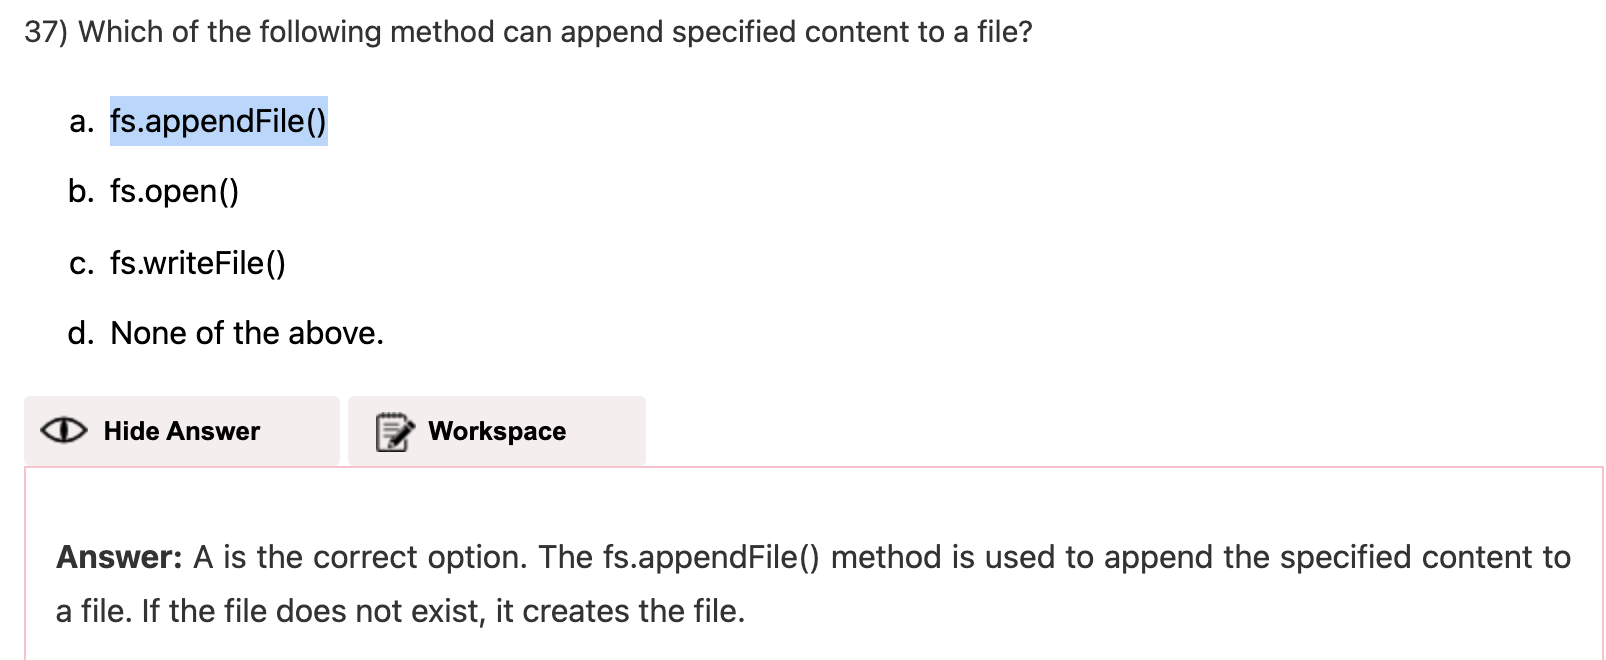 37) Which of the following method can append specified content to a file?
a. fs.appendFile()
b. fs.open()
c. fs.writeFile()
d. None of the above.
Hide Answer
Workspace
Answer: A is the correct option. The fs.appendFile() method is used to append the specified content to
a file. If the file does not exist, it creates the file.